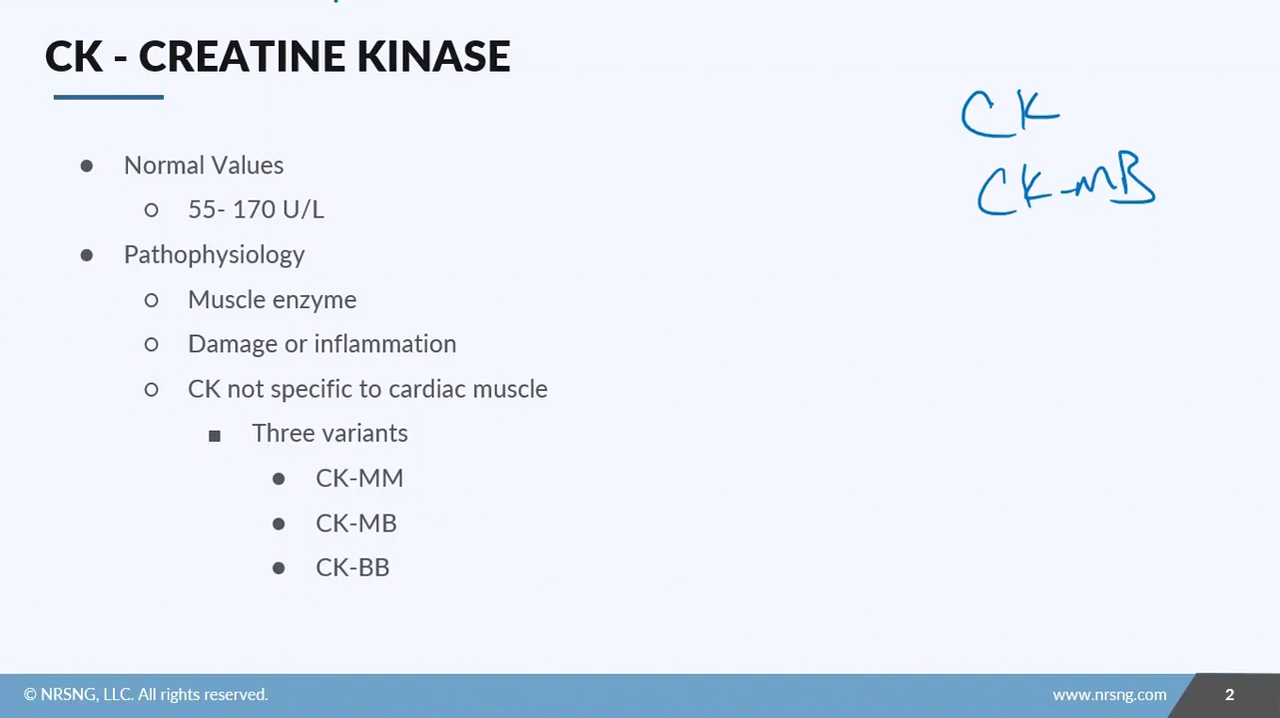 CK - CREATINE KINASE
CK
CK-MB
● Normal Values
○ 55- 170 U/L
● Pathophysiology
○ Muscle enzyme
○ Damage or inflammation
○ CK not specific to cardiac muscle
■ Three variants
● CK-MM
● CK-MB
● CK-BB
© NRSNG, LLC. All rights reserved.
www.nrsng.com
2